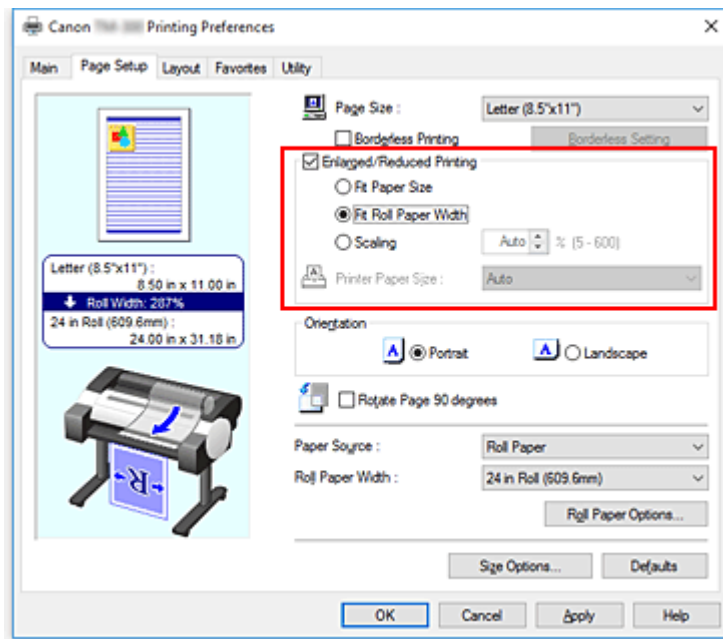 Canon Printing Preferences
Main Page Setup Layout Favorites Utility
Page Size : Letter (8.5"x11")
Borderless Printing Borderless Setting
Enlarged/Reduced Printing
Fit Paper Size
Fit Roll Paper Width
Scaling Auto % (5 - 600)
Printer Paper Size : Auto
Letter (8.5"x11") :
8.50 in x 11.00 in
Roll Width: 287%
24 in Roll (609.6mm) :
24.00 in x 31.18 in
Orientation
A Portrait A Landscape
Rotate Page 90 degrees
R
Paper Source : Roll Paper
Roll Paper Width : 24 in Roll (609.6mm)
Roll Paper Options...
Size Options... Defaults
OK Cancel Apply Help